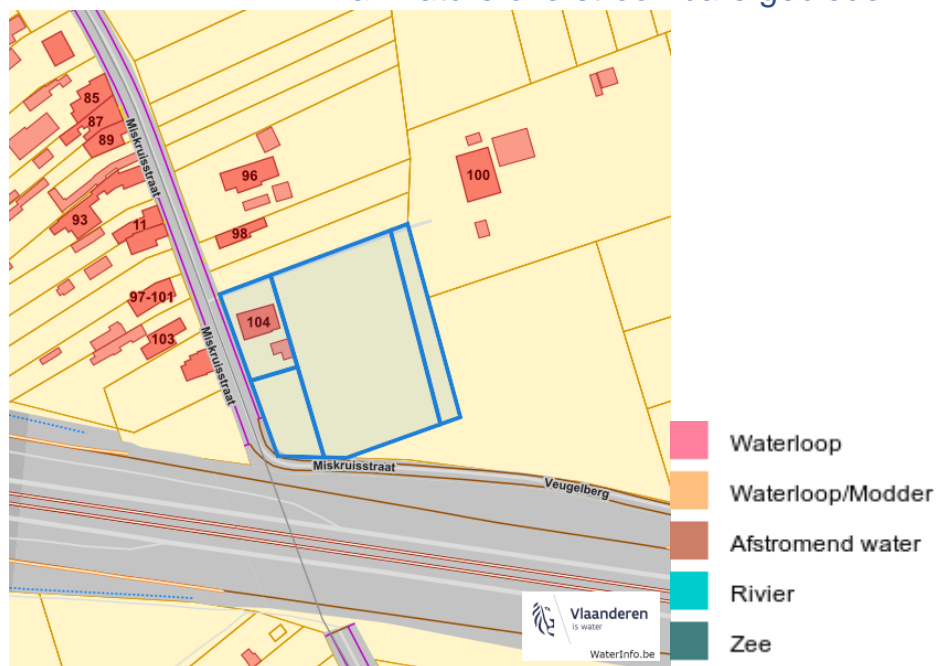 85
87
89
Miskruisstraat
96
100
93
11
98
97-101
104
103
Miskruisstraat
Miskruisstraat
Veugelberg
Waterloop
Waterloop/Modder
Afstromend water
Rivier
Zee
Vlaanderen
is water
WaterInfo.be